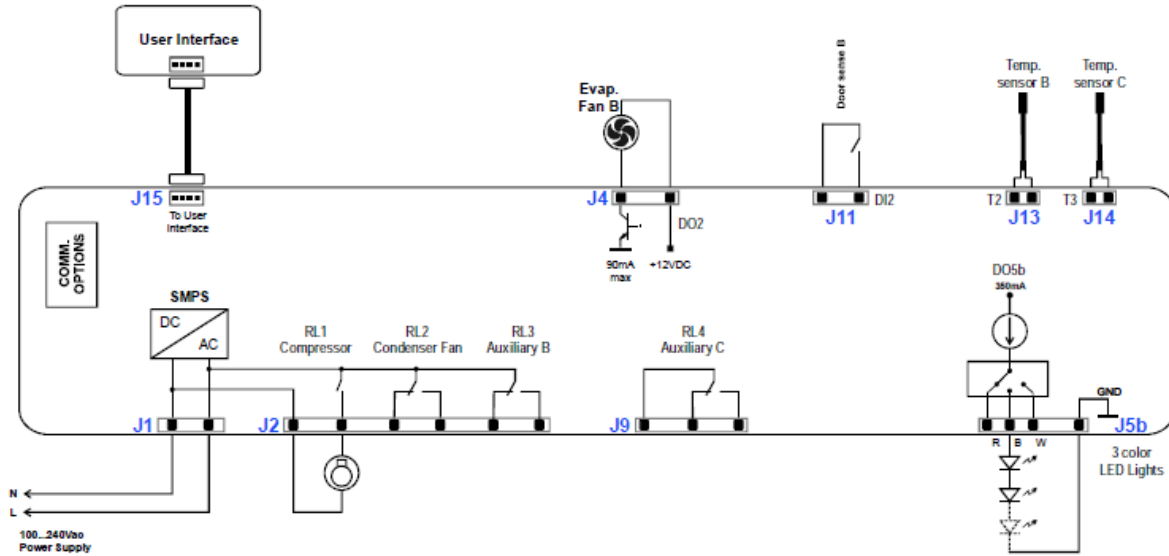 User Interface
Evap.
Fan B
Door sense B
Temp.
sensor B
Temp.
sensor C
J15
To User
Interface
J4
DO2
90mA
max
+12VDC
J11
DI2
T2
J13
T3
J14
COMM.
OPTIONS
SMPS
DC
AC
RL1
Compressor
RL2
Condenser Fan
RL3
Auxiliary B
RL4
Auxiliary C
DO5b
350mA
GND
J1
J2
J9
J5b
R B W
3 color
LED Lights
N
L
100...240Vao
Power Supply